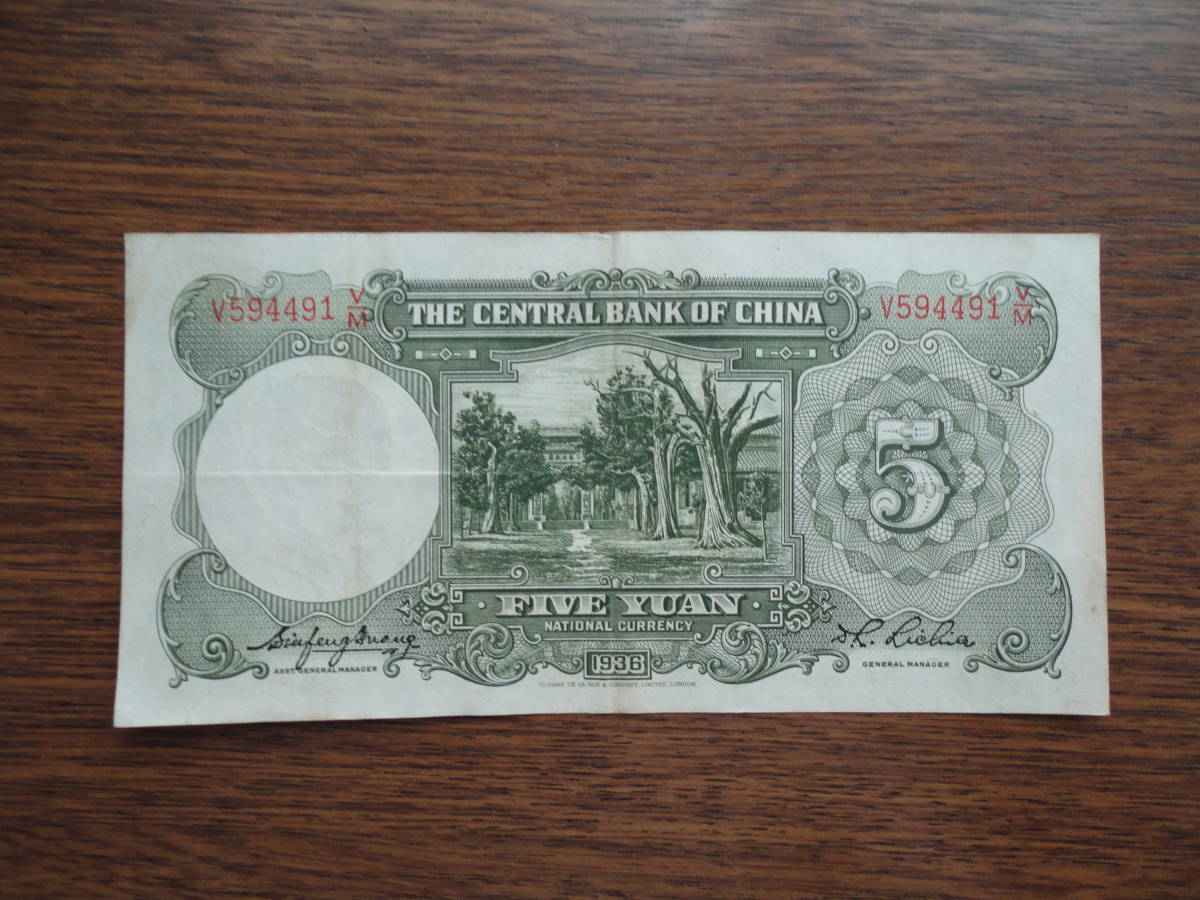 V594491 V/M
THE CENTRAL BANK OF CHINA
V594491 V/M
5
FIVE YUAN
NATIONAL CURRENCY
ASST. GENERAL MANAGER
1936
GENERAL MANAGER
THOMAS DE LA RUE & COMPANY, LIMITED, LONDON.